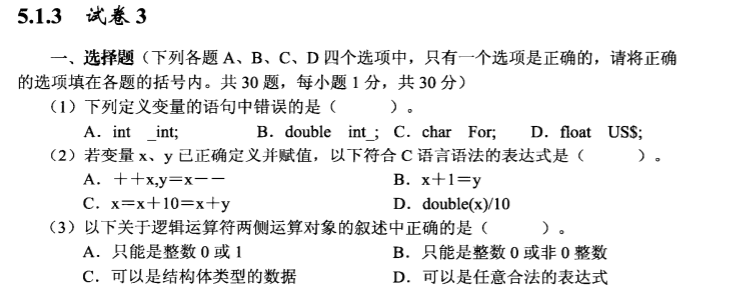 5.1.3 试卷 3
一、选择题（下列各题 A、B、C、D 四个选项中，只有一个选项是正确的，请将正确
的选项填在各题的括号内。共 30 题，每小题 1 分，共 30 分）
（1）下列定义变量的语句中错误的是（ ）。
A．int _int; B．double int_; C．char For; D．float US$;
（2）若变量 x、y 已正确定义并赋值，以下符合 C 语言语法的表达式是（ ）。
A．++x,y=x－－ B．x+1=y
C．x=x+10=x+y D．double(x)/10
（3）以下关于逻辑运算符两侧运算对象的叙述中正确的是（ ）。
A．只能是整数 0 或 1 B．只能是整数 0 或非 0 整数
C．可以是结构体类型的数据 D．可以是任意合法的表达式